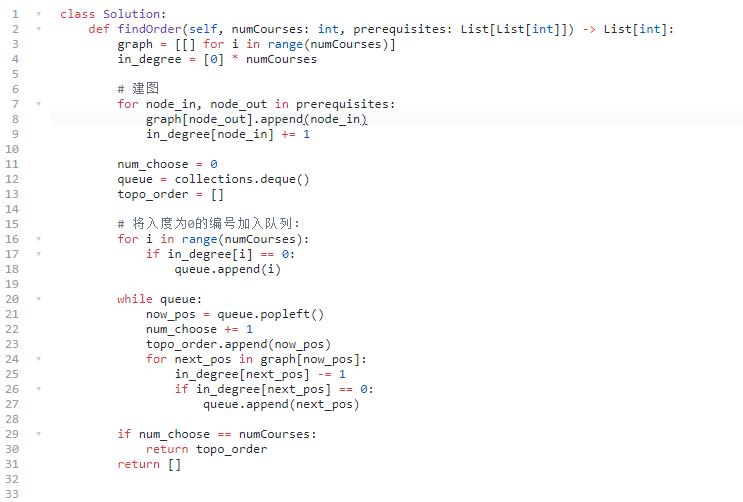 1 class Solution:
2     def findOrder(self, numCourses: int, prerequisites: List[List[int]]) -> List[int]:
3         graph = [[] for i in range(numCourses)]
4         in_degree = [0] * numCourses
5
6         # 建图
7         for node_in, node_out in prerequisites:
8             graph[node_out].append(node_in)
9             in_degree[node_in] += 1
10
11         num_choose = 0
12         queue = collections.deque()
13         topo_order = []
14
15         # 将入度为0的编号加入队列:
16         for i in range(numCourses):
17             if in_degree[i] == 0:
18                 queue.append(i)
19
20         while queue:
21             now_pos = queue.popleft()
22             num_choose += 1
23             topo_order.append(now_pos)
24             for next_pos in graph[now_pos]:
25                 in_degree[next_pos] -= 1
26                 if in_degree[next_pos] == 0:
27                     queue.append(next_pos)
28
29         if num_choose == numCourses:
30             return topo_order
31         return []
32
33